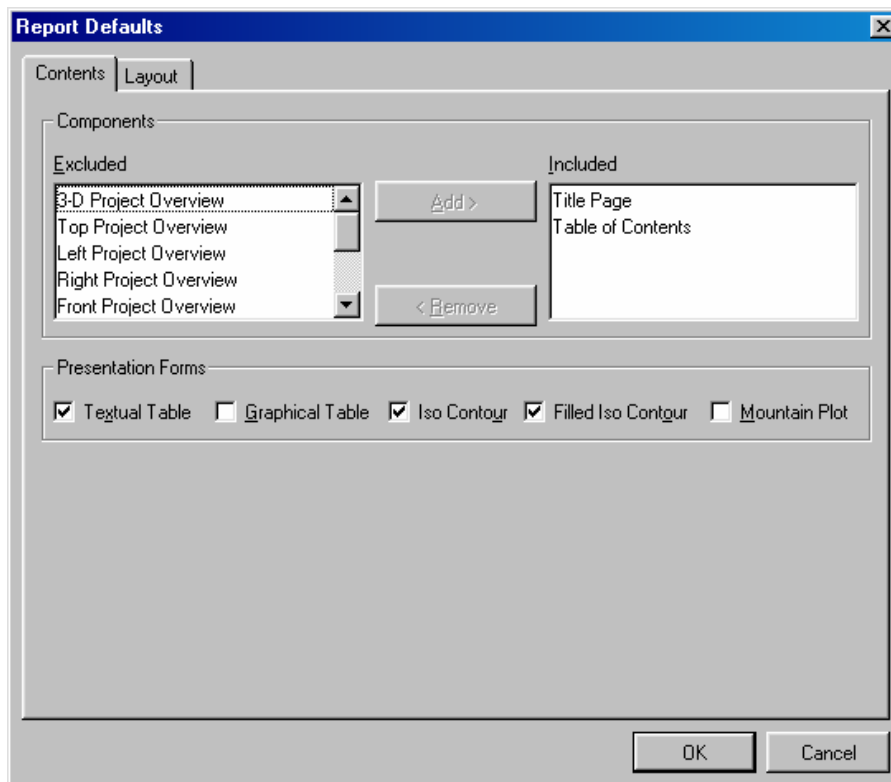 Report Defaults
Contents
Layout
Components
Excluded
Included
3-D Project Overview
Top Project Overview
Left Project Overview
Right Project Overview
Front Project Overview
Add >
< Remove
Title Page
Table of Contents
Presentation Forms
Textual Table
Graphical Table
Iso Contour
Filled Iso Contour
Mountain Plot
OK
Cancel